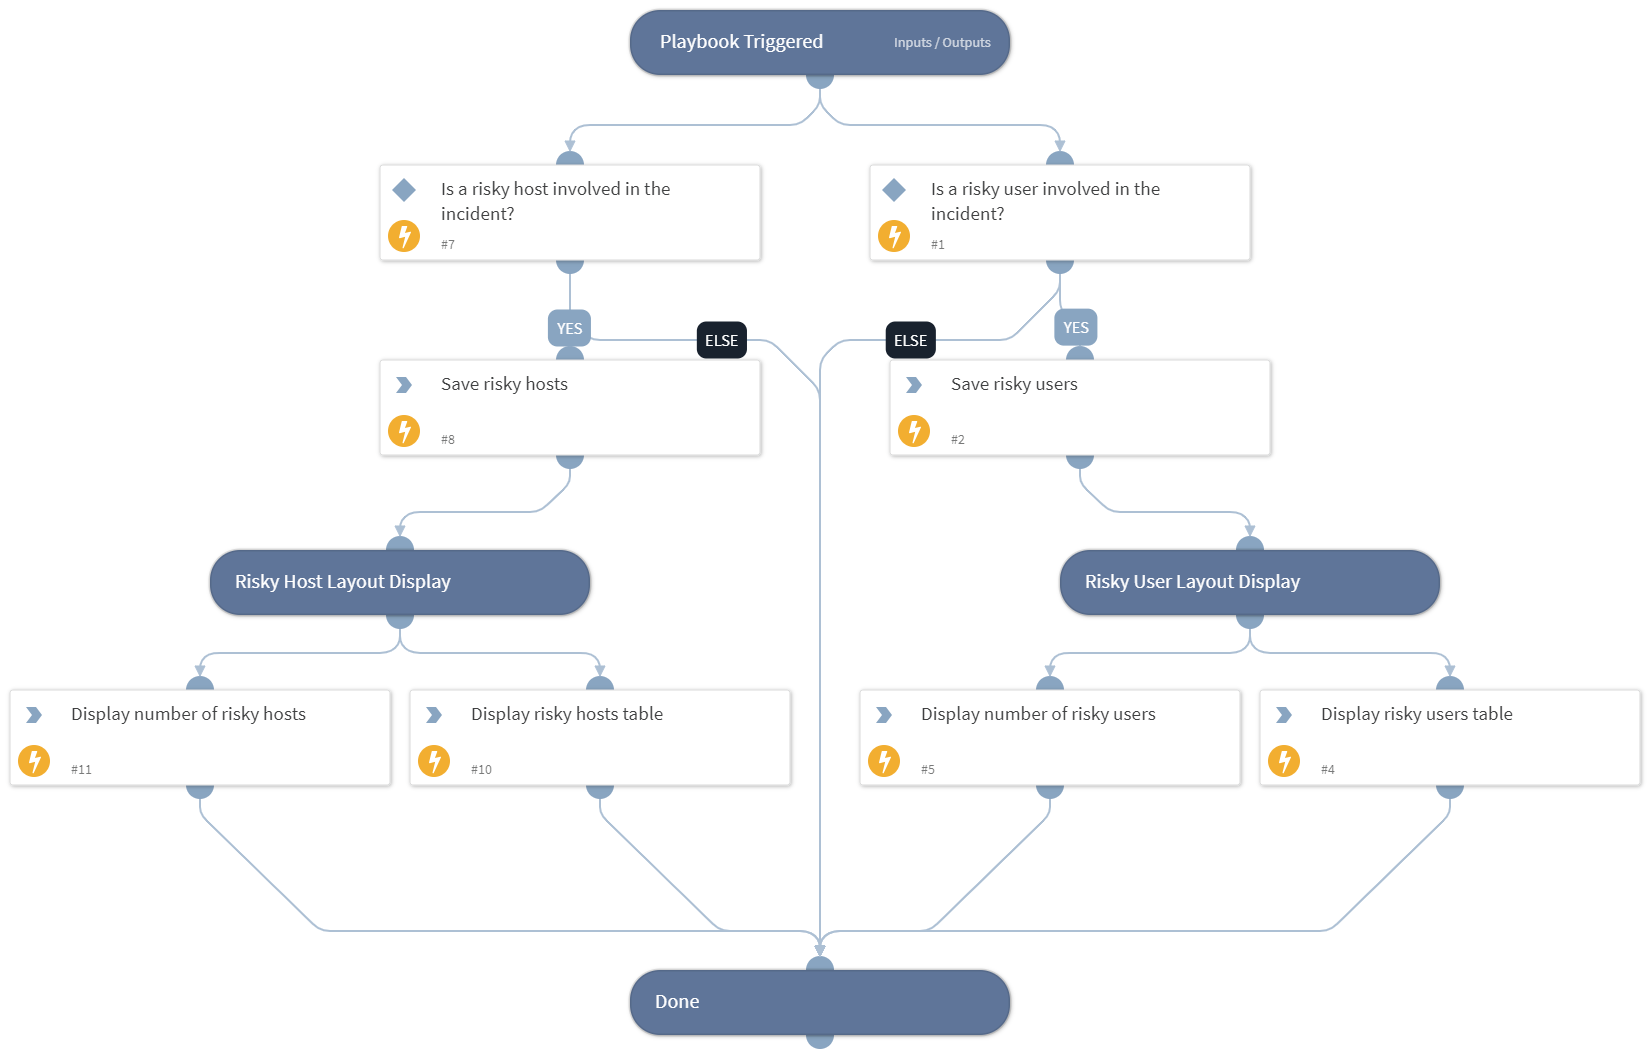 Playbook Triggered
Inputs / Outputs
Is a risky host involved in the
incident?
#7
Is a risky user involved in the
incident?
#1
YES
ELSE
ELSE
YES
Save risky hosts
#8
Save risky users
#2
Risky Host Layout Display
Risky User Layout Display
Display number of risky hosts
#11
Display risky hosts table
#10
Display number of risky users
#5
Display risky users table
#4
Done